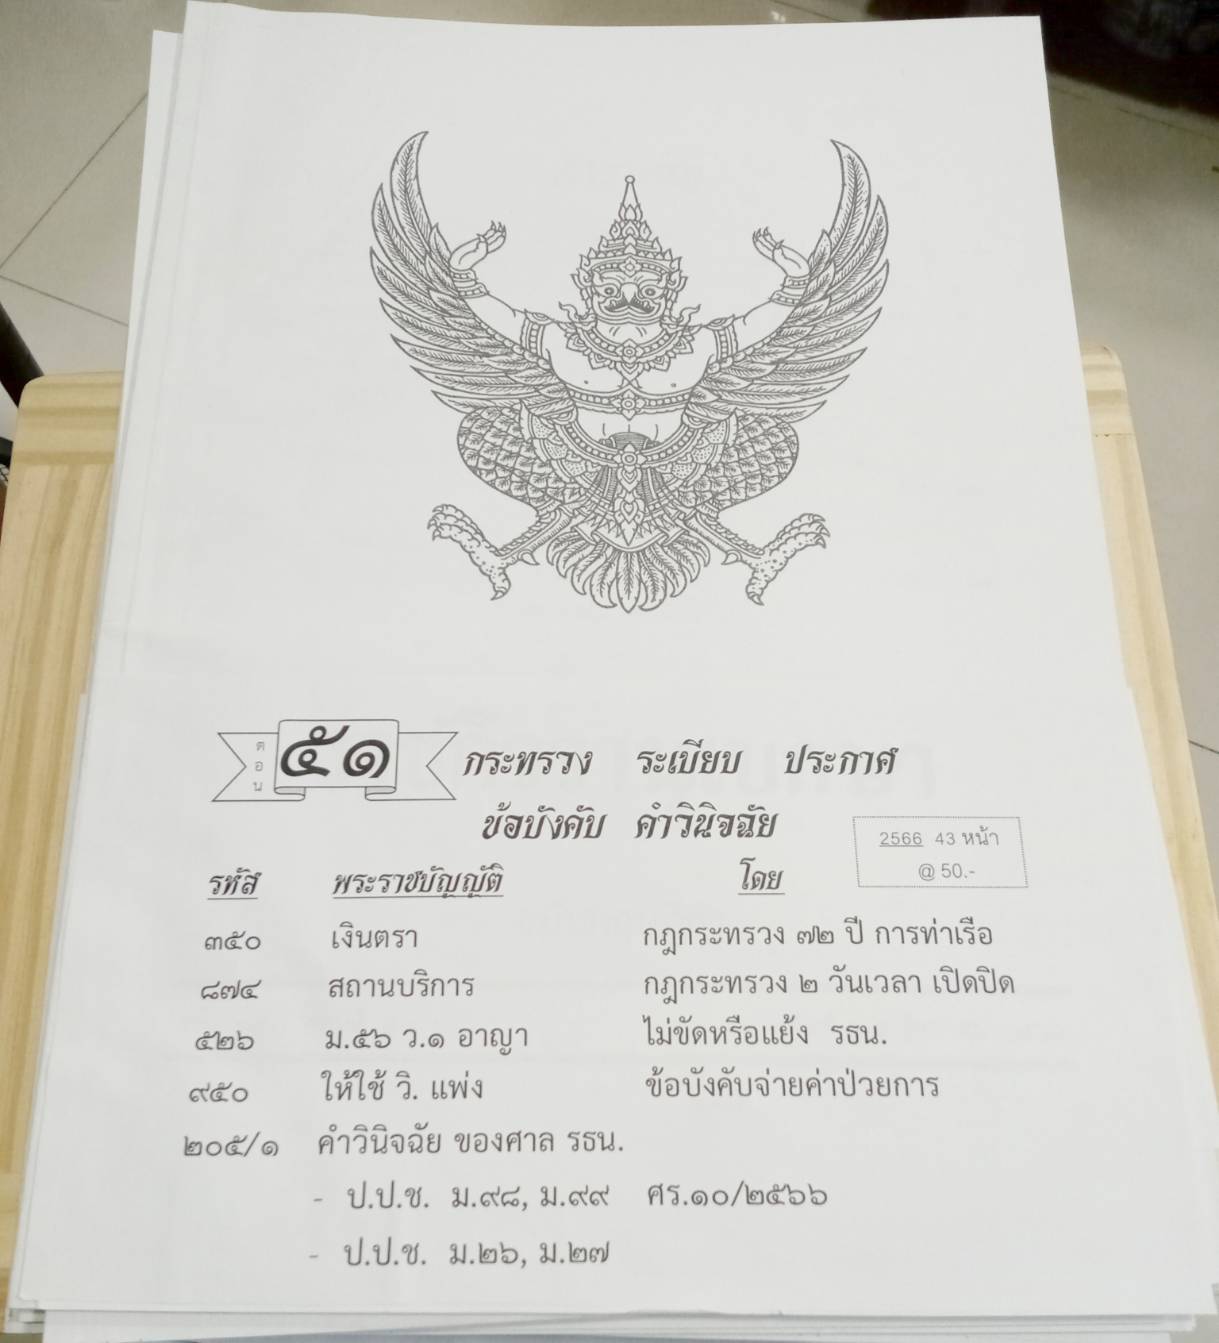 ตอน ๕๑ กระทรวง ระเบียบ ประกาศ
ข้อบังคับ คำวินิจฉัย
2566 43 หน้า
@ 50.-
รหัส พระราชบัญญัติ โดย
๓๕๐ เงินตรา กฎกระทรวง ๗๒ ปี การท่าเรือ
๘๗๔ สถานบริการ กฎกระทรวง ๒ วันเวลา เปิดปิด
๕๒๖ ม.๕๖ ว.๑ อาญา ไม่ขัดหรือแย้ง รธน.
๙๕๐ ให้ใช้ วิ. แพ่ง ข้อบังคับจ่ายค่าป่วยการ
๒๐๕/๑ คำวินิจฉัย ของศาล รธน.
- ป.ป.ช. ม.๙๘, ม.๙๙ ศร.๑๐/๒๕๖๖
- ป.ป.ช. ม.๒๖, ม.๒๗